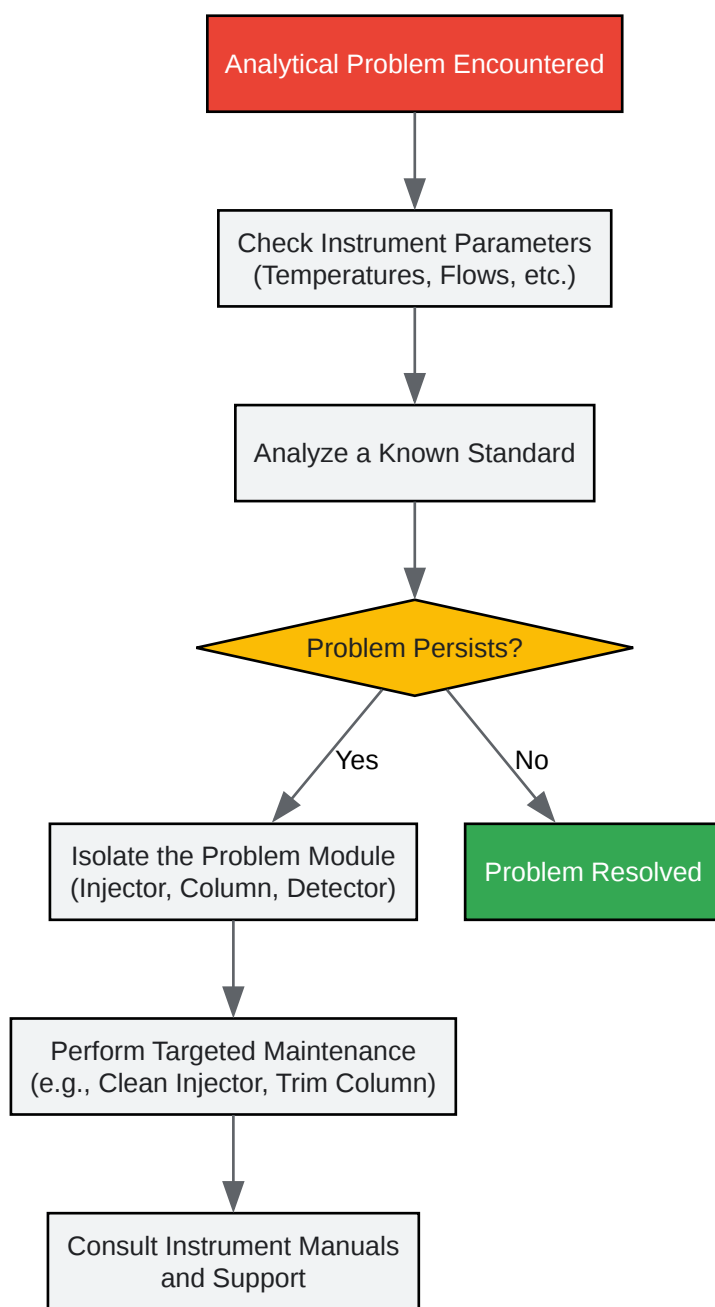 Analytical Problem Encountered
Check Instrument Parameters
(Temperatures, Flows, etc.)
Analyze a Known Standard
Problem Persists?
Yes
No
Isolate the Problem Module
(Injector, Column, Detector)
Problem Resolved
Perform Targeted Maintenance
(e.g., Clean Injector, Trim Column)
Consult Instrument Manuals
and Support